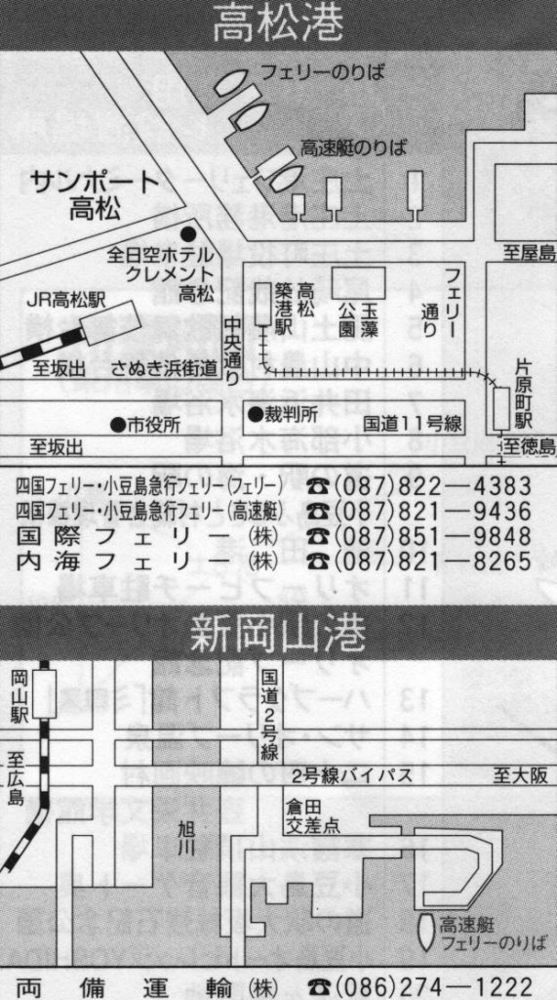 高松港
フェリーのりば
高速艇のりば
サンポート
高松
全日空ホテル
クレメント
高松
至屋島
JR高松駅
高松
築港駅
玉藻
公園
フェリー
通り
中央通り
至坂出
さぬき浜街道
片原町駅
●市役所
●裁判所
国道11号線
至坂出
至徳島
四国フェリー・小豆島急行フェリー(フェリー) ☎(087)822—4383
四国フェリー・小豆島急行フェリー(高速艇) ☎(087)821—9436
国際フェリー(株) ☎(087)851—9848
内海フェリー(株) ☎(087)821—8265
新岡山港
岡山駅
国道2号線
至広島
2号線バイパス
至大阪
旭川
倉田
交差点
高速艇
フェリーのりば
両備運輸(株) ☎(086)274—1222